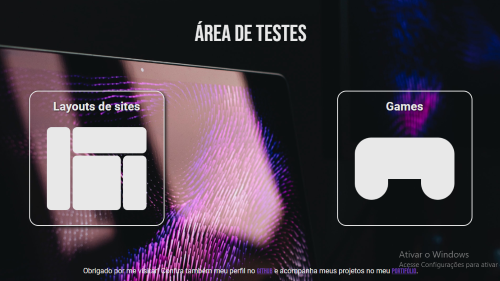 ÁREA DE TESTES
Layouts de sites
Games
Ativar o Windows
Acesse Configurações para ativar
Obrigado por me visitar! Confira também meu perfil no GITHUB e acompanha meus projetos no meu PORTIFÓLIO.